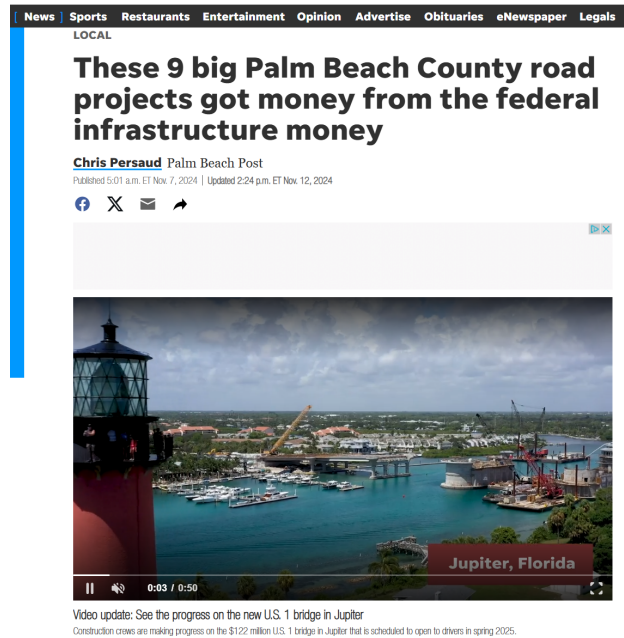 [ News ] Sports Restaurants Entertainment Opinion Advertise Obituaries eNewspaper Legals
LOCAL
These 9 big Palm Beach County road
projects got money from the federal
infrastructure money
Chris Persaud Palm Beach Post
Published 5:01 a.m. ET Nov. 7, 2024 | Updated 2:24 p.m. ET Nov. 12, 2024
Jupiter, Florida
0:03 / 0:50
Video update: See the progress on the new U.S. 1 bridge in Jupiter
Construction crews are making progress on the $122 million U.S. 1 bridge in Jupiter that is scheduled to open to drivers in spring 2025.